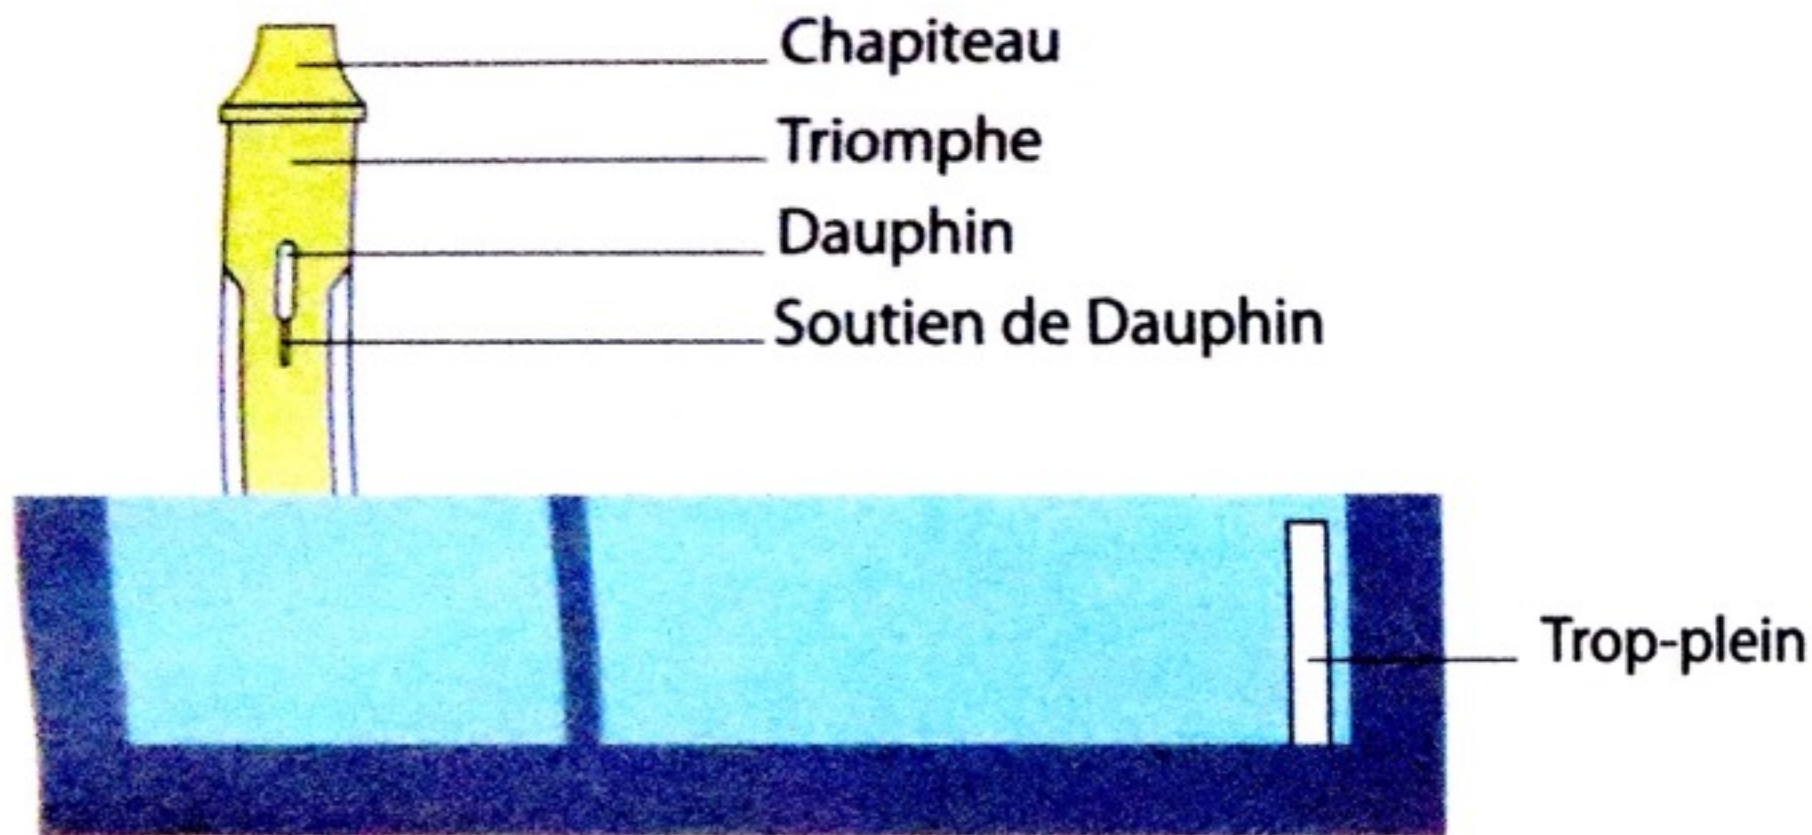 Chapiteau
Triomphe
Dauphin
Soutien de Dauphin
Trop-plein